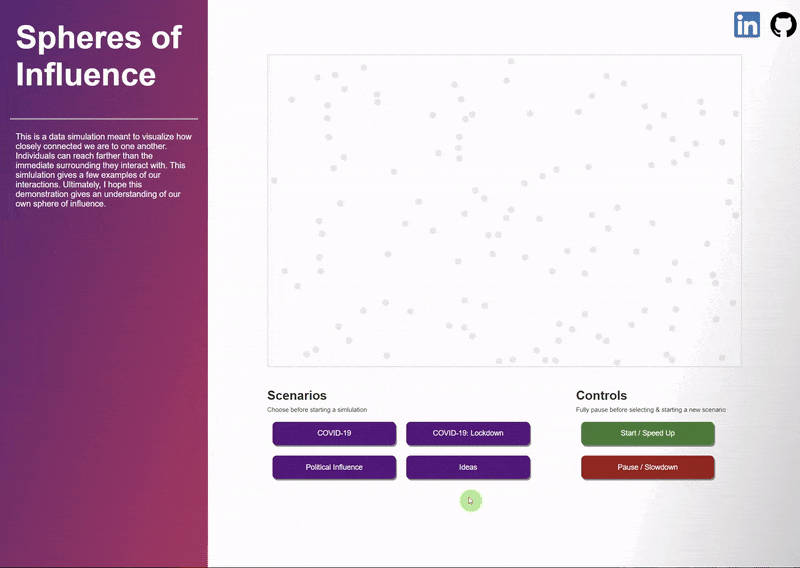 Spheres of
Influence
This is a data simulation meant to visualize how
closely connected we are to one another.
Individuals can reach farther than the
immediate surrounding they interact with. This
simlulation gives a few examples of our
interactions. Ultimately, I hope this
demonstration gives an understanding of our
own sphere of influence.
in
Scenarios
Choose before starting a simlulation
COVID-19
COVID-19: Lockdown
Political Influence
Ideas
Controls
Fully pause before selecting & starting a new scenario
Start / Speed Up
Pause / Slowdown